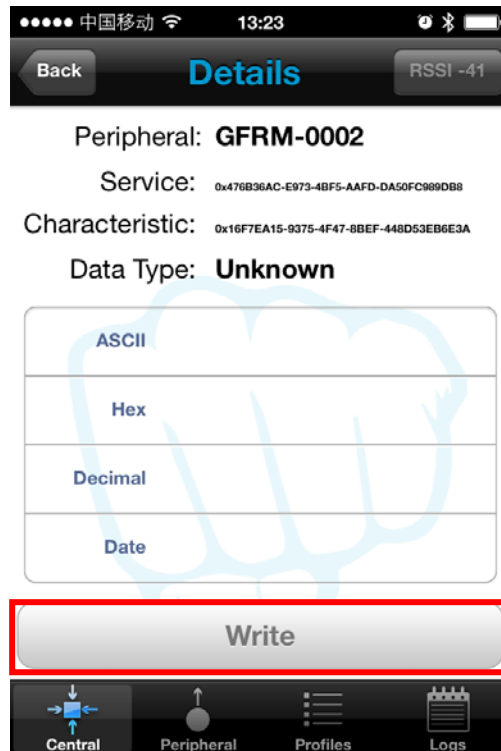 中国移动 13:23
Back Details RSSI -41
Peripheral: GFRM-0002
Service: 0x476B36AC-E973-4BF5-AAFD-DA50FC989DB8
Characteristic: 0x16F7EA15-9375-4F47-8BEF-448D53EB6E3A
Data Type: Unknown
ASCII
Hex
Decimal
Date
Write
Central Peripheral Profiles Logs